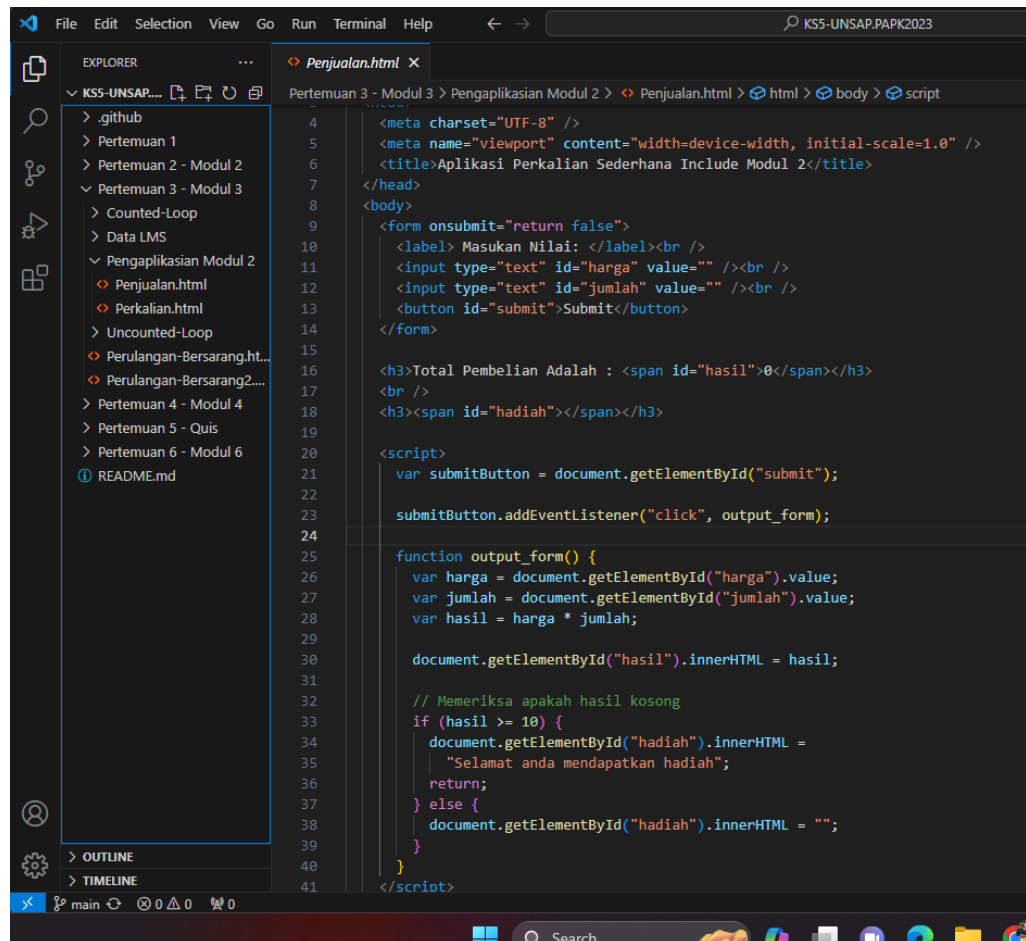 File Edit Selection View Go Run Terminal Help KS5-UNSAP.PAPK2023
EXPLORER
Penjualan.html
KS5-UNSAP....
Pertemuan 3 - Modul 3 > Pengaplikasian Modul 2 > Penjualan.html > html > body > script
> .github
> Pertemuan 1
> Pertemuan 2 - Modul 2
Pertemuan 3 - Modul 3
> Counted-Loop
> Data LMS
Pengaplikasian Modul 2
<> Penjualan.html
<> Perkalian.html
> Uncounted-Loop
<> Perulangan-Bersarang.ht...
<> Perulangan-Bersarang2....
> Pertemuan 4 - Modul 4
> Pertemuan 5 - Quis
> Pertemuan 6 - Modul 6
README.md
> OUTLINE
> TIMELINE
4 <meta charset="UTF-8" />
5 <meta name="viewport" content="width=device-width, initial-scale=1.0" />
6 <title>Aplikasi Perkalian Sederhana Include Modul 2</title>
7 </head>
8 <body>
9 <form onsubmit="return false">
10 <label> Masukan Nilai: </label><br />
11 <input type="text" id="harga" value="" /><br />
12 <input type="text" id="jumlah" value="" /><br />
13 <button id="submit">Submit</button>
14 </form>
15
16 <h3>Total Pembelian Adalah : <span id="hasil">0</span></h3>
17 <br />
18 <h3><span id="hadiah"></span></h3>
19
20 <script>
21 var submitButton = document.getElementById("submit");
22
23 submitButton.addEventListener("click", output_form);
24
25 function output_form() {
26 var harga = document.getElementById("harga").value;
27 var jumlah = document.getElementById("jumlah").value;
28 var hasil = harga * jumlah;
29
30 document.getElementById("hasil").innerHTML = hasil;
31
32 // Memeriksa apakah hasil kosong
33 if (hasil >= 10) {
34 document.getElementById("hadiah").innerHTML =
35 "Selamat anda mendapatkan hadiah";
36 return;
37 } else {
38 document.getElementById("hadiah").innerHTML = "";
39 }
40 }
41 </script>
main 0 0 0
Search